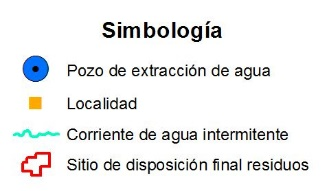 Simbología
Pozo de extracción de agua
Localidad
Corriente de agua intermitente
Sitio de disposición final residuos